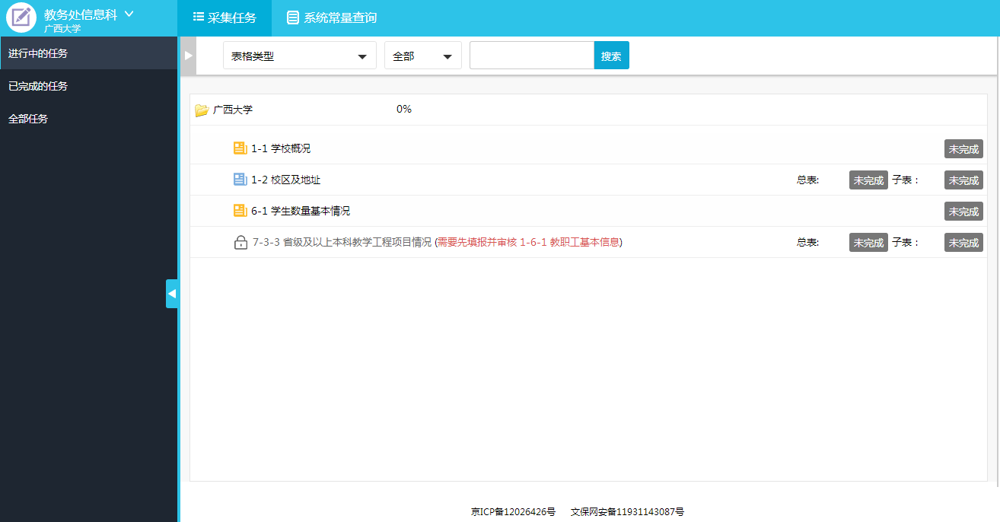 教务处信息科
广西大学
采集任务
系统常量查询
进行中的任务
已完成的任务
全部任务
表格类型
全部
搜索
广西大学 0%
1-1 学校概况 未完成
1-2 校区及地址 总表: 未完成 子表： 未完成
6-1 学生数量基本情况 未完成
7-3-3 省级及以上本科教学工程项目情况 (需要先填报并审核 1-6-1 教职工基本信息) 总表: 未完成 子表： 未完成
京ICP备12026426号 文保网安备11931143087号